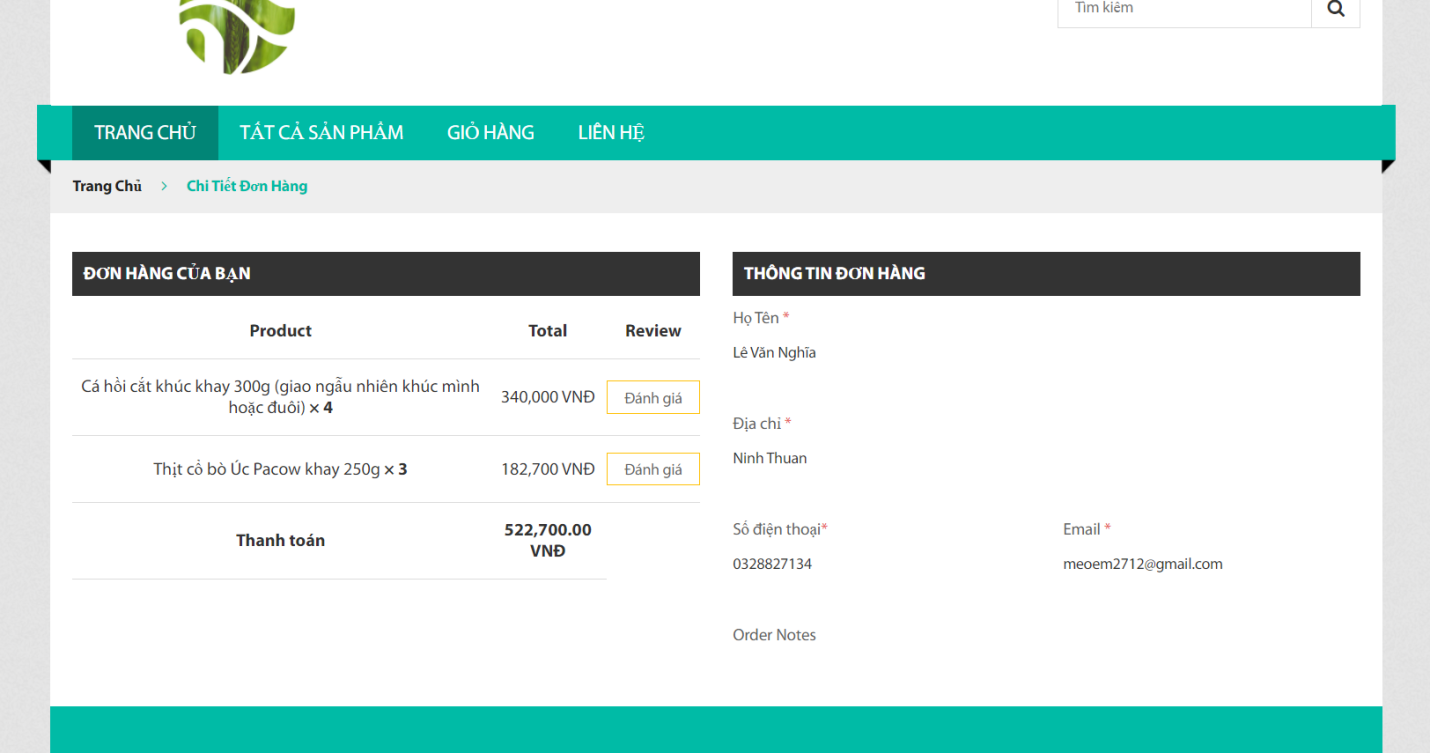 Tìm kiếm
TRANG CHỦ TẤT CẢ SẢN PHẨM GIỎ HÀNG LIÊN HỆ
Trang Chủ > Chi Tiết Đơn Hàng
ĐƠN HÀNG CỦA BẠN
Product Total Review
Cá hồi cắt khúc khay 300g (giao ngẫu nhiên khúc mình
hoặc đuôi) × 4
340,000 VNĐ
Đánh giá
Thịt cổ bò Úc Pacow khay 250g × 3
182,700 VNĐ
Đánh giá
Thanh toán
522,700.00
VNĐ
THÔNG TIN ĐƠN HÀNG
Họ Tên *
Lê Văn Nghĩa
Địa chỉ *
Ninh Thuan
Số điện thoại*
0328827134
Email *
meoem2712@gmail.com
Order Notes